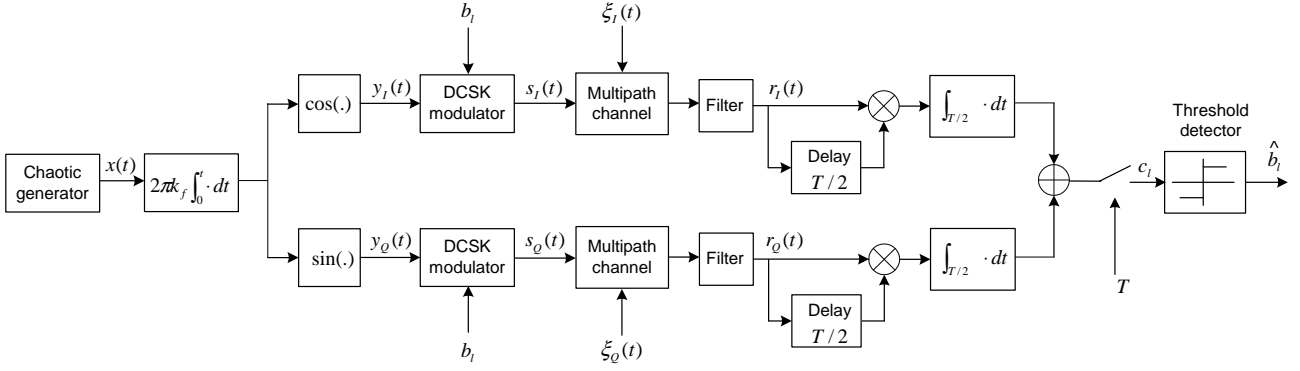 b_l
ξ_I(t)
cos(.)
y_I(t)
DCSK
modulator
s_I(t)
Multipath
channel
Filter
r_I(t)
∫_{T/2} · dt
Delay
T / 2
Chaotic
generator
x(t)
2πk_f ∫_0^t · dt
Threshold
detector
c_l
\hat{b}_l
T
sin(.)
y_Q(t)
DCSK
modulator
s_Q(t)
Multipath
channel
Filter
r_Q(t)
∫_{T/2} · dt
Delay
T / 2
b_l
ξ_Q(t)